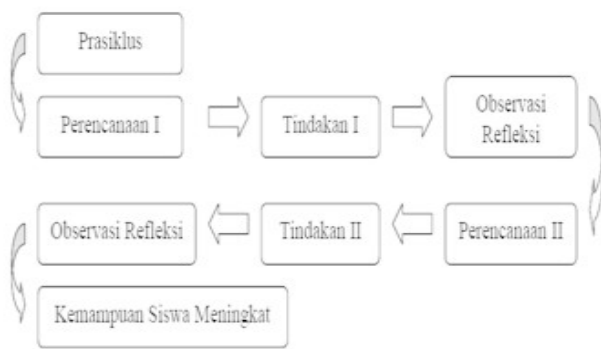 Prasiklus
Perencanaan I
Tindakan I
Observasi
Refleksi
Perencanaan II
Tindakan II
Observasi Refleksi
Kemampuan Siswa Meningkat